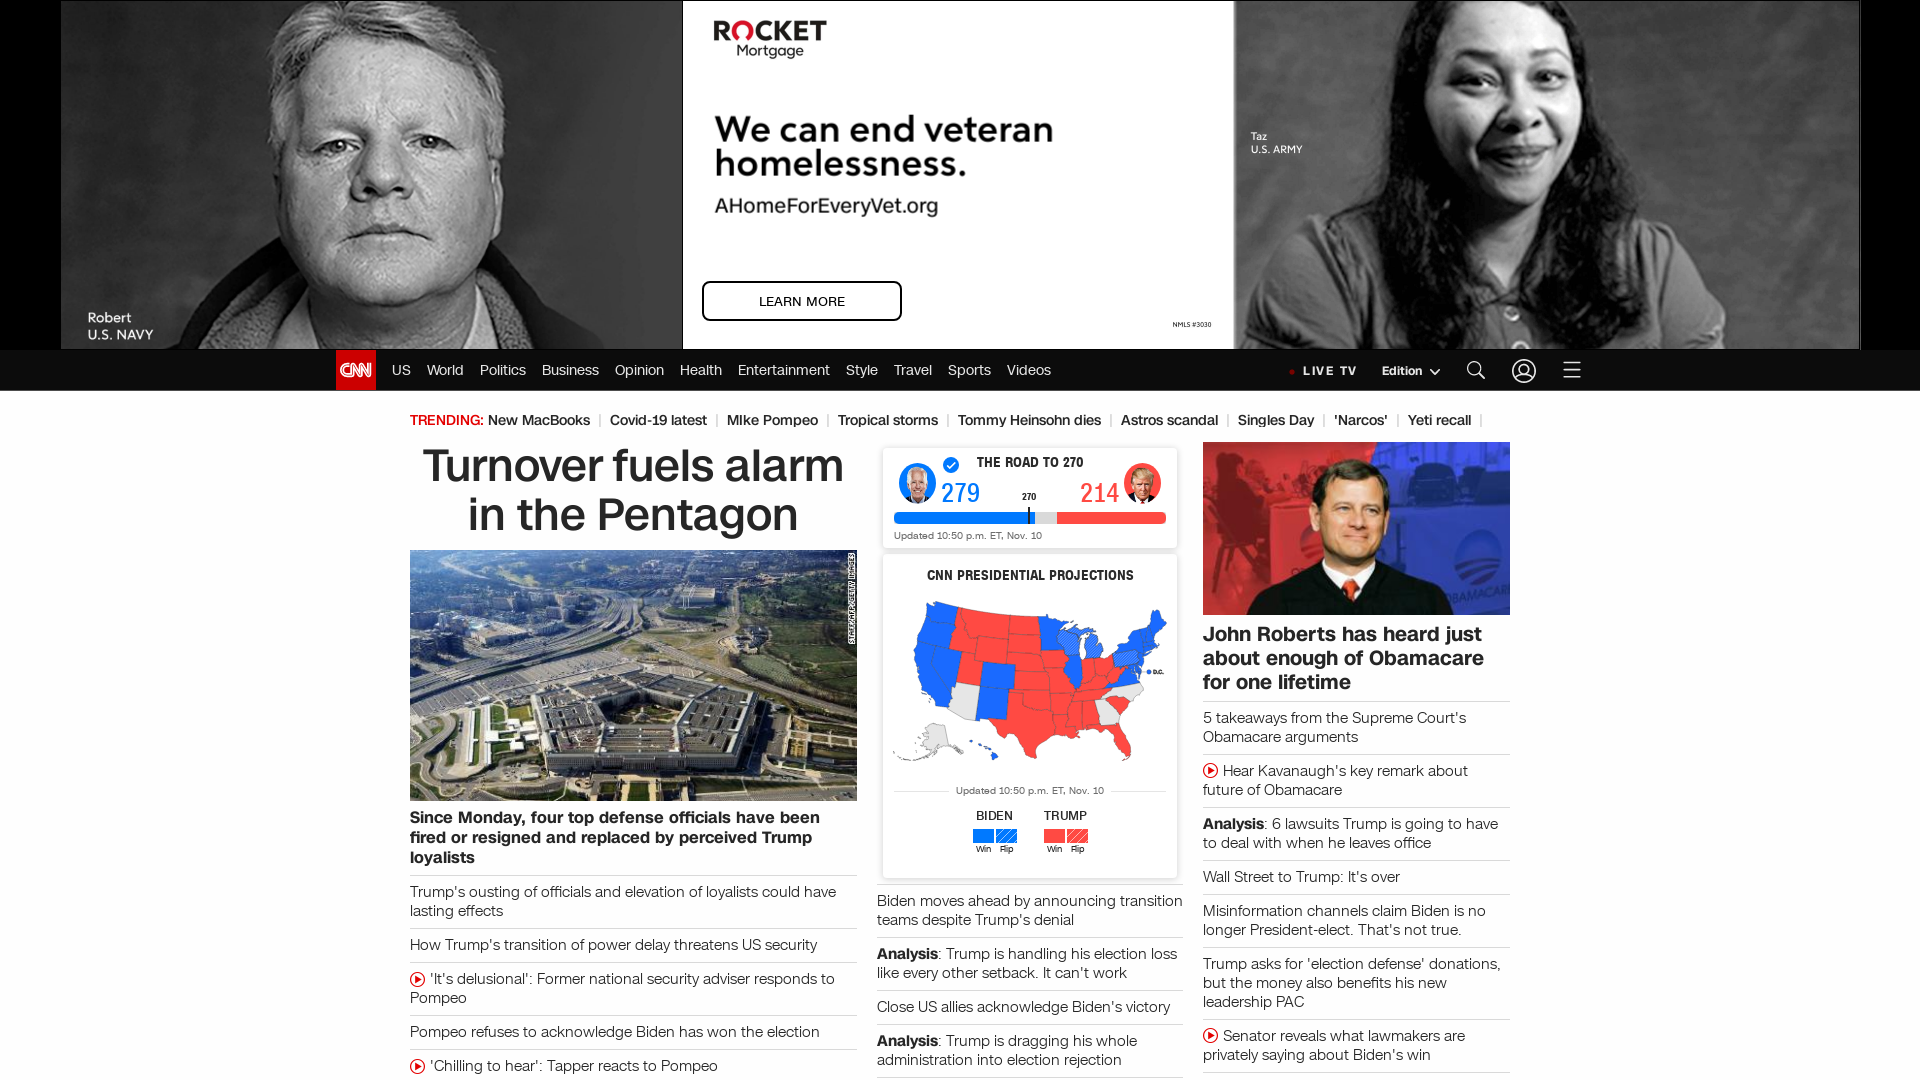 ROCKET
Mortgage
We can end veteran
homelessness.
AHomeForEveryVet.org
LEARN MORE
NMLS #3030
Robert
U.S. NAVY
Taz
U.S. ARMY
CNN
US World Politics Business Opinion Health Entertainment Style Travel Sports Videos
LIVE TV Edition
TRENDING: New MacBooks | Covid-19 latest | MIke Pompeo | Tropical storms | Tommy Heinsohn dies | Astros scandal | Singles Day | 'Narcos' | Yeti recall |
Turnover fuels alarm
in the Pentagon
STAFF/AFP/GETTY IMAGES
Since Monday, four top defense officials have been
fired or resigned and replaced by perceived Trump
loyalists
Trump's ousting of officials and elevation of loyalists could have
lasting effects
How Trump's transition of power delay threatens US security
'It's delusional': Former national security adviser responds to
Pompeo
Pompeo refuses to acknowledge Biden has won the election
'Chilling to hear': Tapper reacts to Pompeo
THE ROAD TO 270
279
270
214
Updated 10:50 p.m. ET, Nov. 10
CNN PRESIDENTIAL PROJECTIONS
D.C.
Updated 10:50 p.m. ET, Nov. 10
BIDEN TRUMP
Win Flip Win Flip
Biden moves ahead by announcing transition
teams despite Trump's denial
Analysis: Trump is handling his election loss
like every other setback. It can't work
Close US allies acknowledge Biden's victory
Analysis: Trump is dragging his whole
administration into election rejection
OBAMACARE
John Roberts has heard just
about enough of Obamacare
for one lifetime
5 takeaways from the Supreme Court's
Obamacare arguments
Hear Kavanaugh's key remark about
future of Obamacare
Analysis: 6 lawsuits Trump is going to have
to deal with when he leaves office
Wall Street to Trump: It's over
Misinformation channels claim Biden is no
longer President-elect. That's not true.
Trump asks for 'election defense' donations,
but the money also benefits his new
leadership PAC
Senator reveals what lawmakers are
privately saying about Biden's win